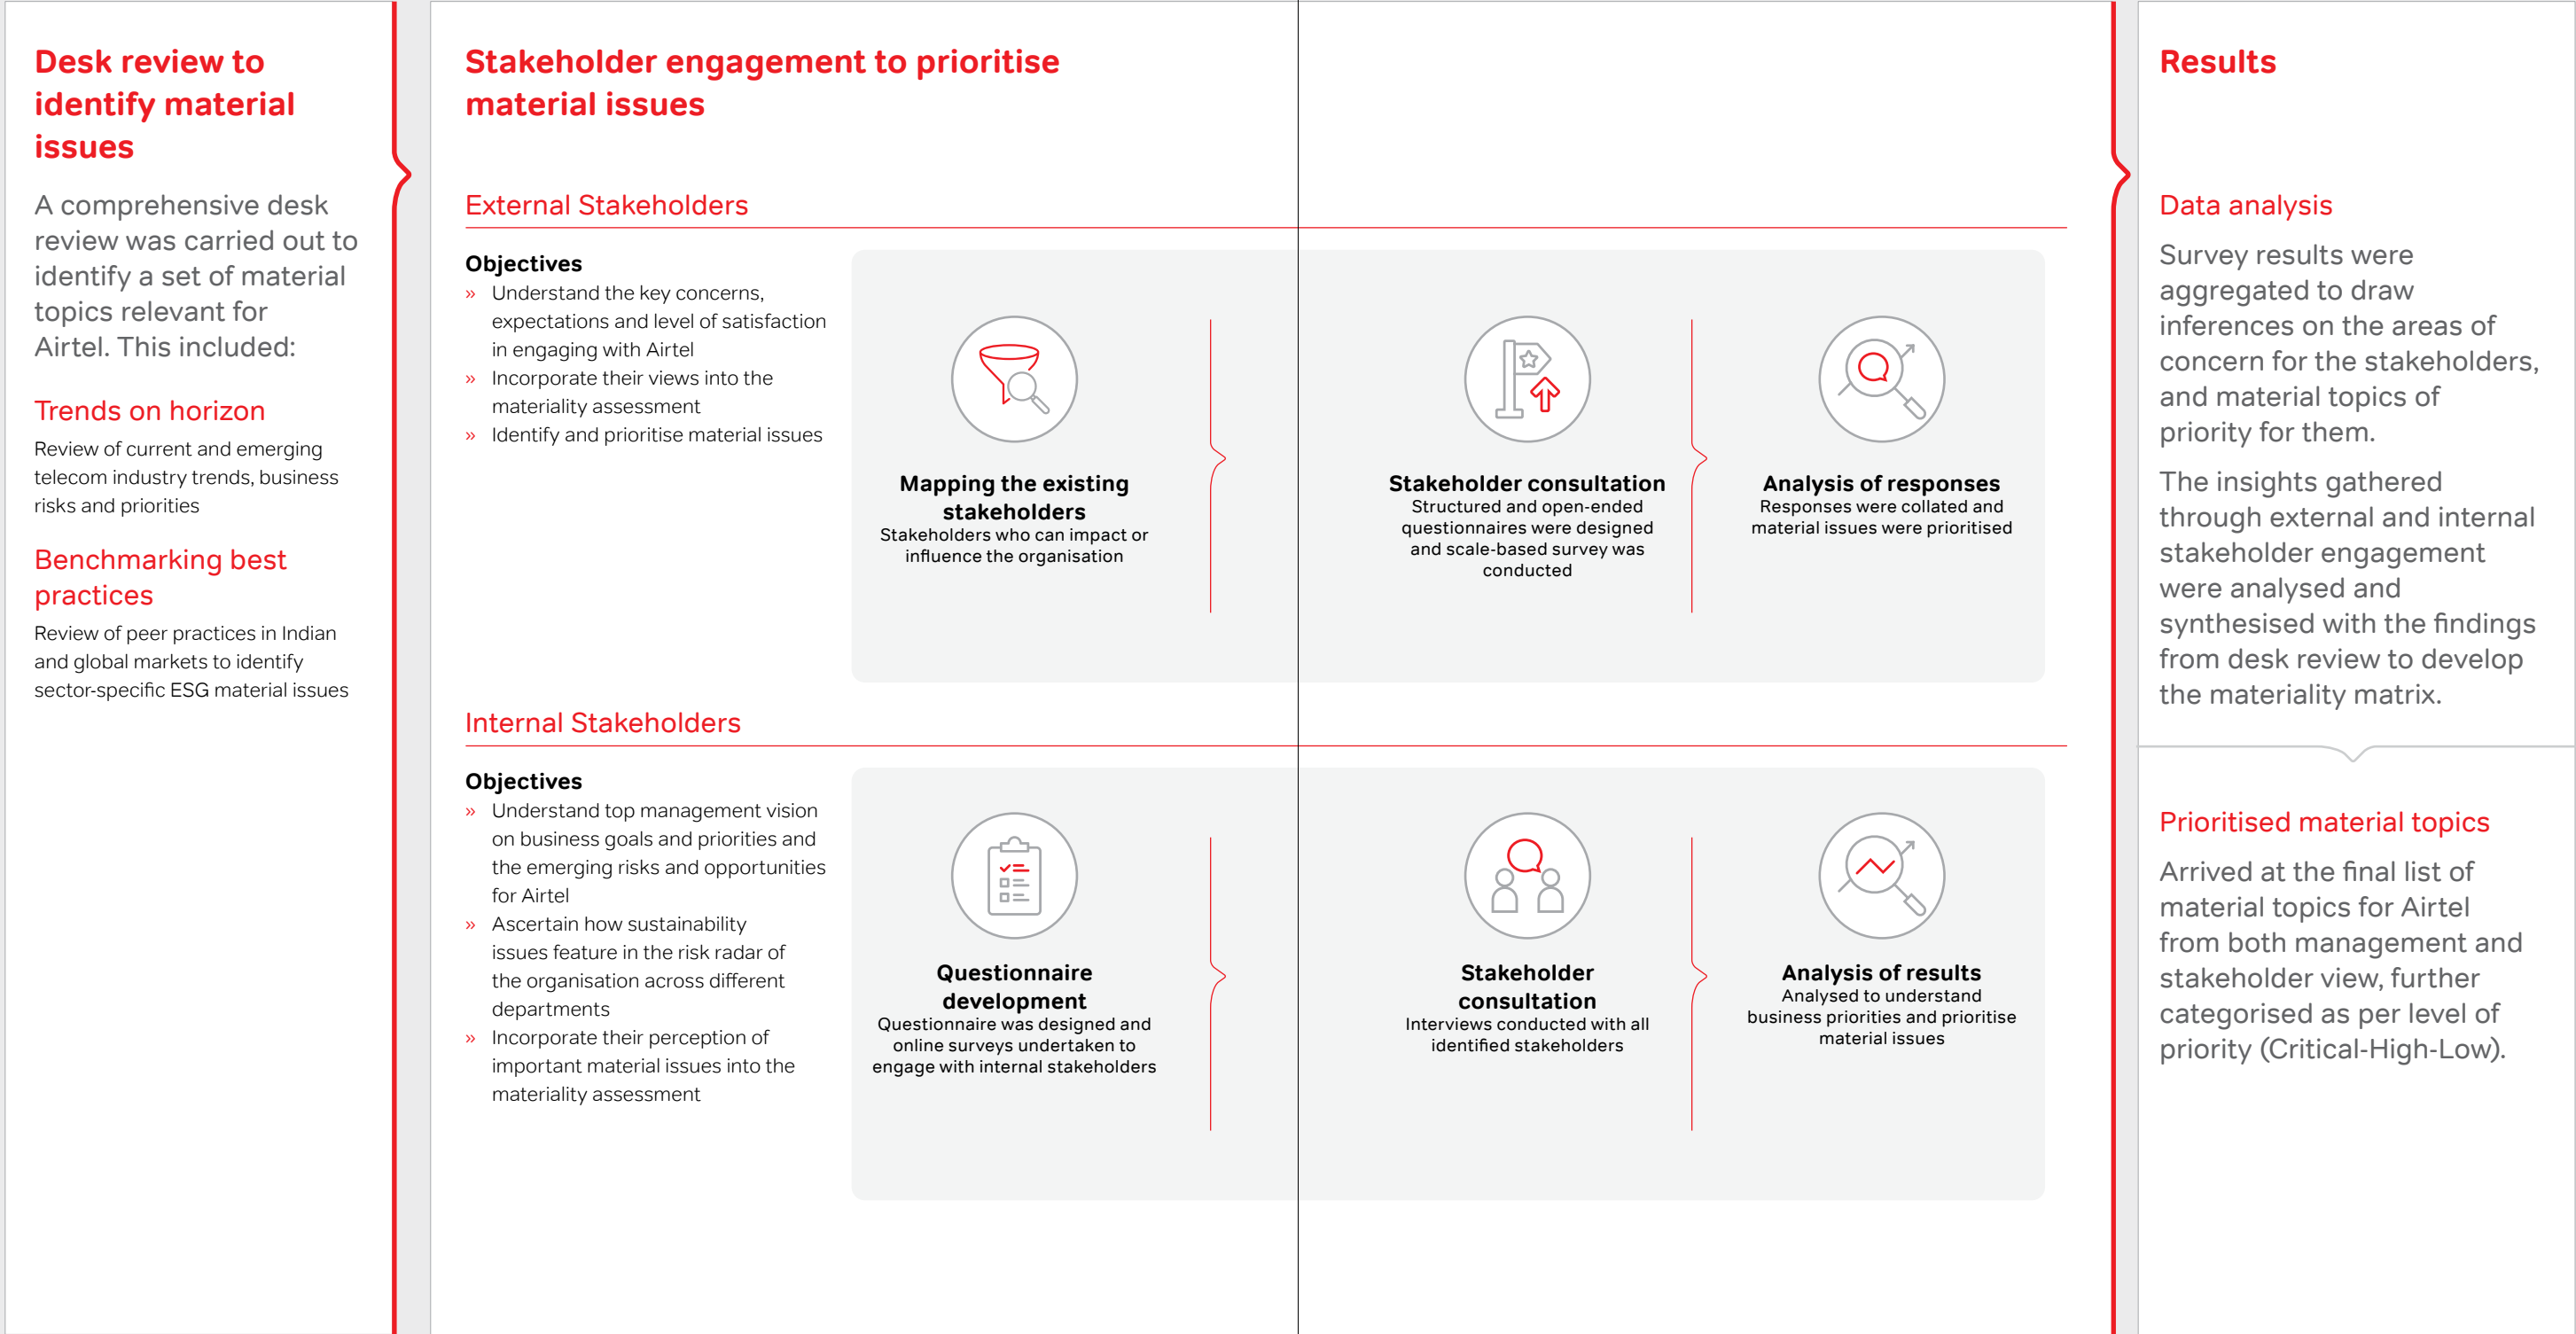 Desk review to
identify material
issues
A comprehensive desk
review was carried out to
identify a set of material
topics relevant for
Airtel. This included:
Trends on horizon
Review of current and emerging
telecom industry trends, business
risks and priorities
Benchmarking best
practices
Review of peer practices in Indian
and global markets to identify
sector-specific ESG material issues
Stakeholder engagement to prioritise
material issues
External Stakeholders
Objectives
» Understand the key concerns,
expectations and level of satisfaction
in engaging with Airtel
» Incorporate their views into the
materiality assessment
» Identify and prioritise material issues
Mapping the existing
stakeholders
Stakeholders who can impact or
influence the organisation
Stakeholder consultation
Structured and open-ended
questionnaires were designed
and scale-based survey was
conducted
Analysis of responses
Responses were collated and
material issues were prioritised
Internal Stakeholders
Objectives
» Understand top management vision
on business goals and priorities and
the emerging risks and opportunities
for Airtel
» Ascertain how sustainability
issues feature in the risk radar of
the organisation across different
departments
» Incorporate their perception of
important material issues into the
materiality assessment
Questionnaire
development
Questionnaire was designed and
online surveys undertaken to
engage with internal stakeholders
Stakeholder
consultation
Interviews conducted with all
identified stakeholders
Analysis of results
Analysed to understand
business priorities and prioritise
material issues
Results
Data analysis
Survey results were
aggregated to draw
inferences on the areas of
concern for the stakeholders,
and material topics of
priority for them.
The insights gathered
through external and internal
stakeholder engagement
were analysed and
synthesised with the findings
from desk review to develop
the materiality matrix.
Prioritised material topics
Arrived at the final list of
material topics for Airtel
from both management and
stakeholder view, further
categorised as per level of
priority (Critical-High-Low).